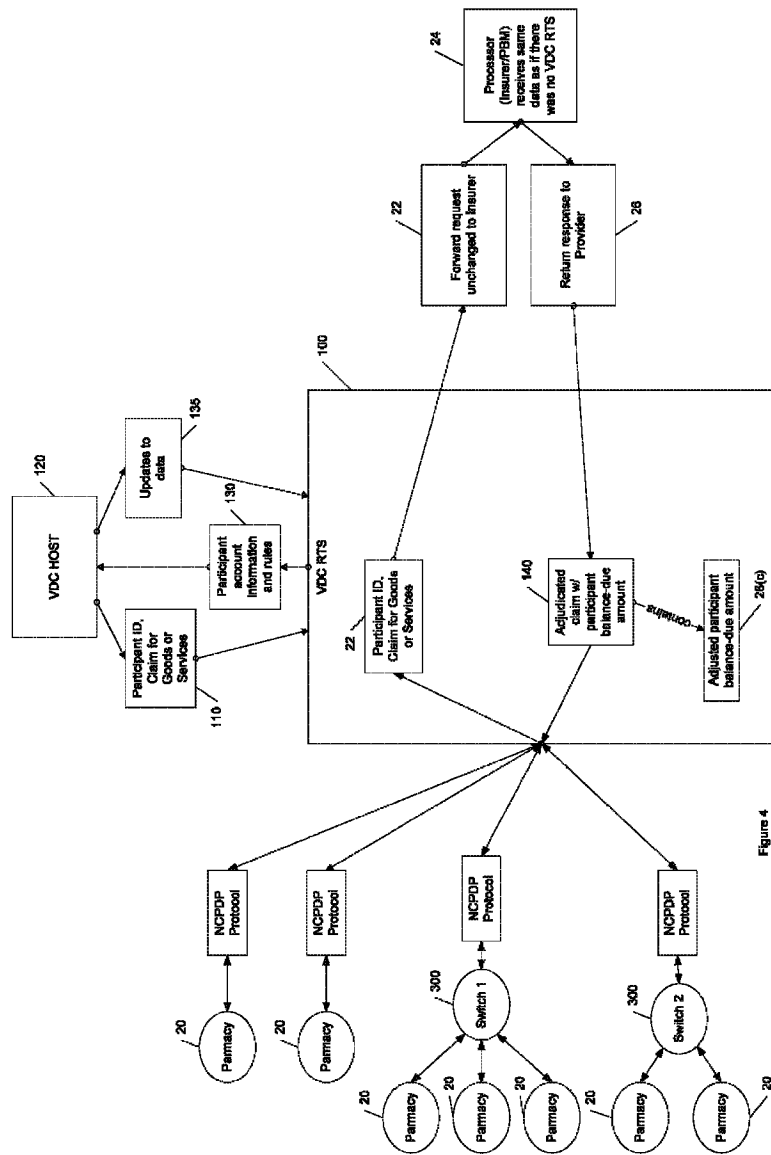 120
VDC HOST
Participant ID,
Claim for
Goods or
Services
110
Updates to
data
135
Participant
account
information
and rules
130
VDC RTS
100
22
Participant ID,
Claim for Goods
or Services
Forward request
unchanged to Insurer
22
Processor
(Insurer/PBM)
receives same
data as if there
was no VDC RTS
24
Return response to
Provider
26
140
Adjudicated
claim w/
participant
balance-due
amount
contains
Adjusted participant
balance-due amount
26(c)
NCPDP
Protocol
NCPDP
Protocol
NCPDP
Protocol
NCPDP
Protocol
300
Switch 1
300
Switch 2
20
Parmacy
20
Parmacy
20
Parmacy
20
Parmacy
20
Parmacy
20
Parmacy
20
Parmacy
Figure 4